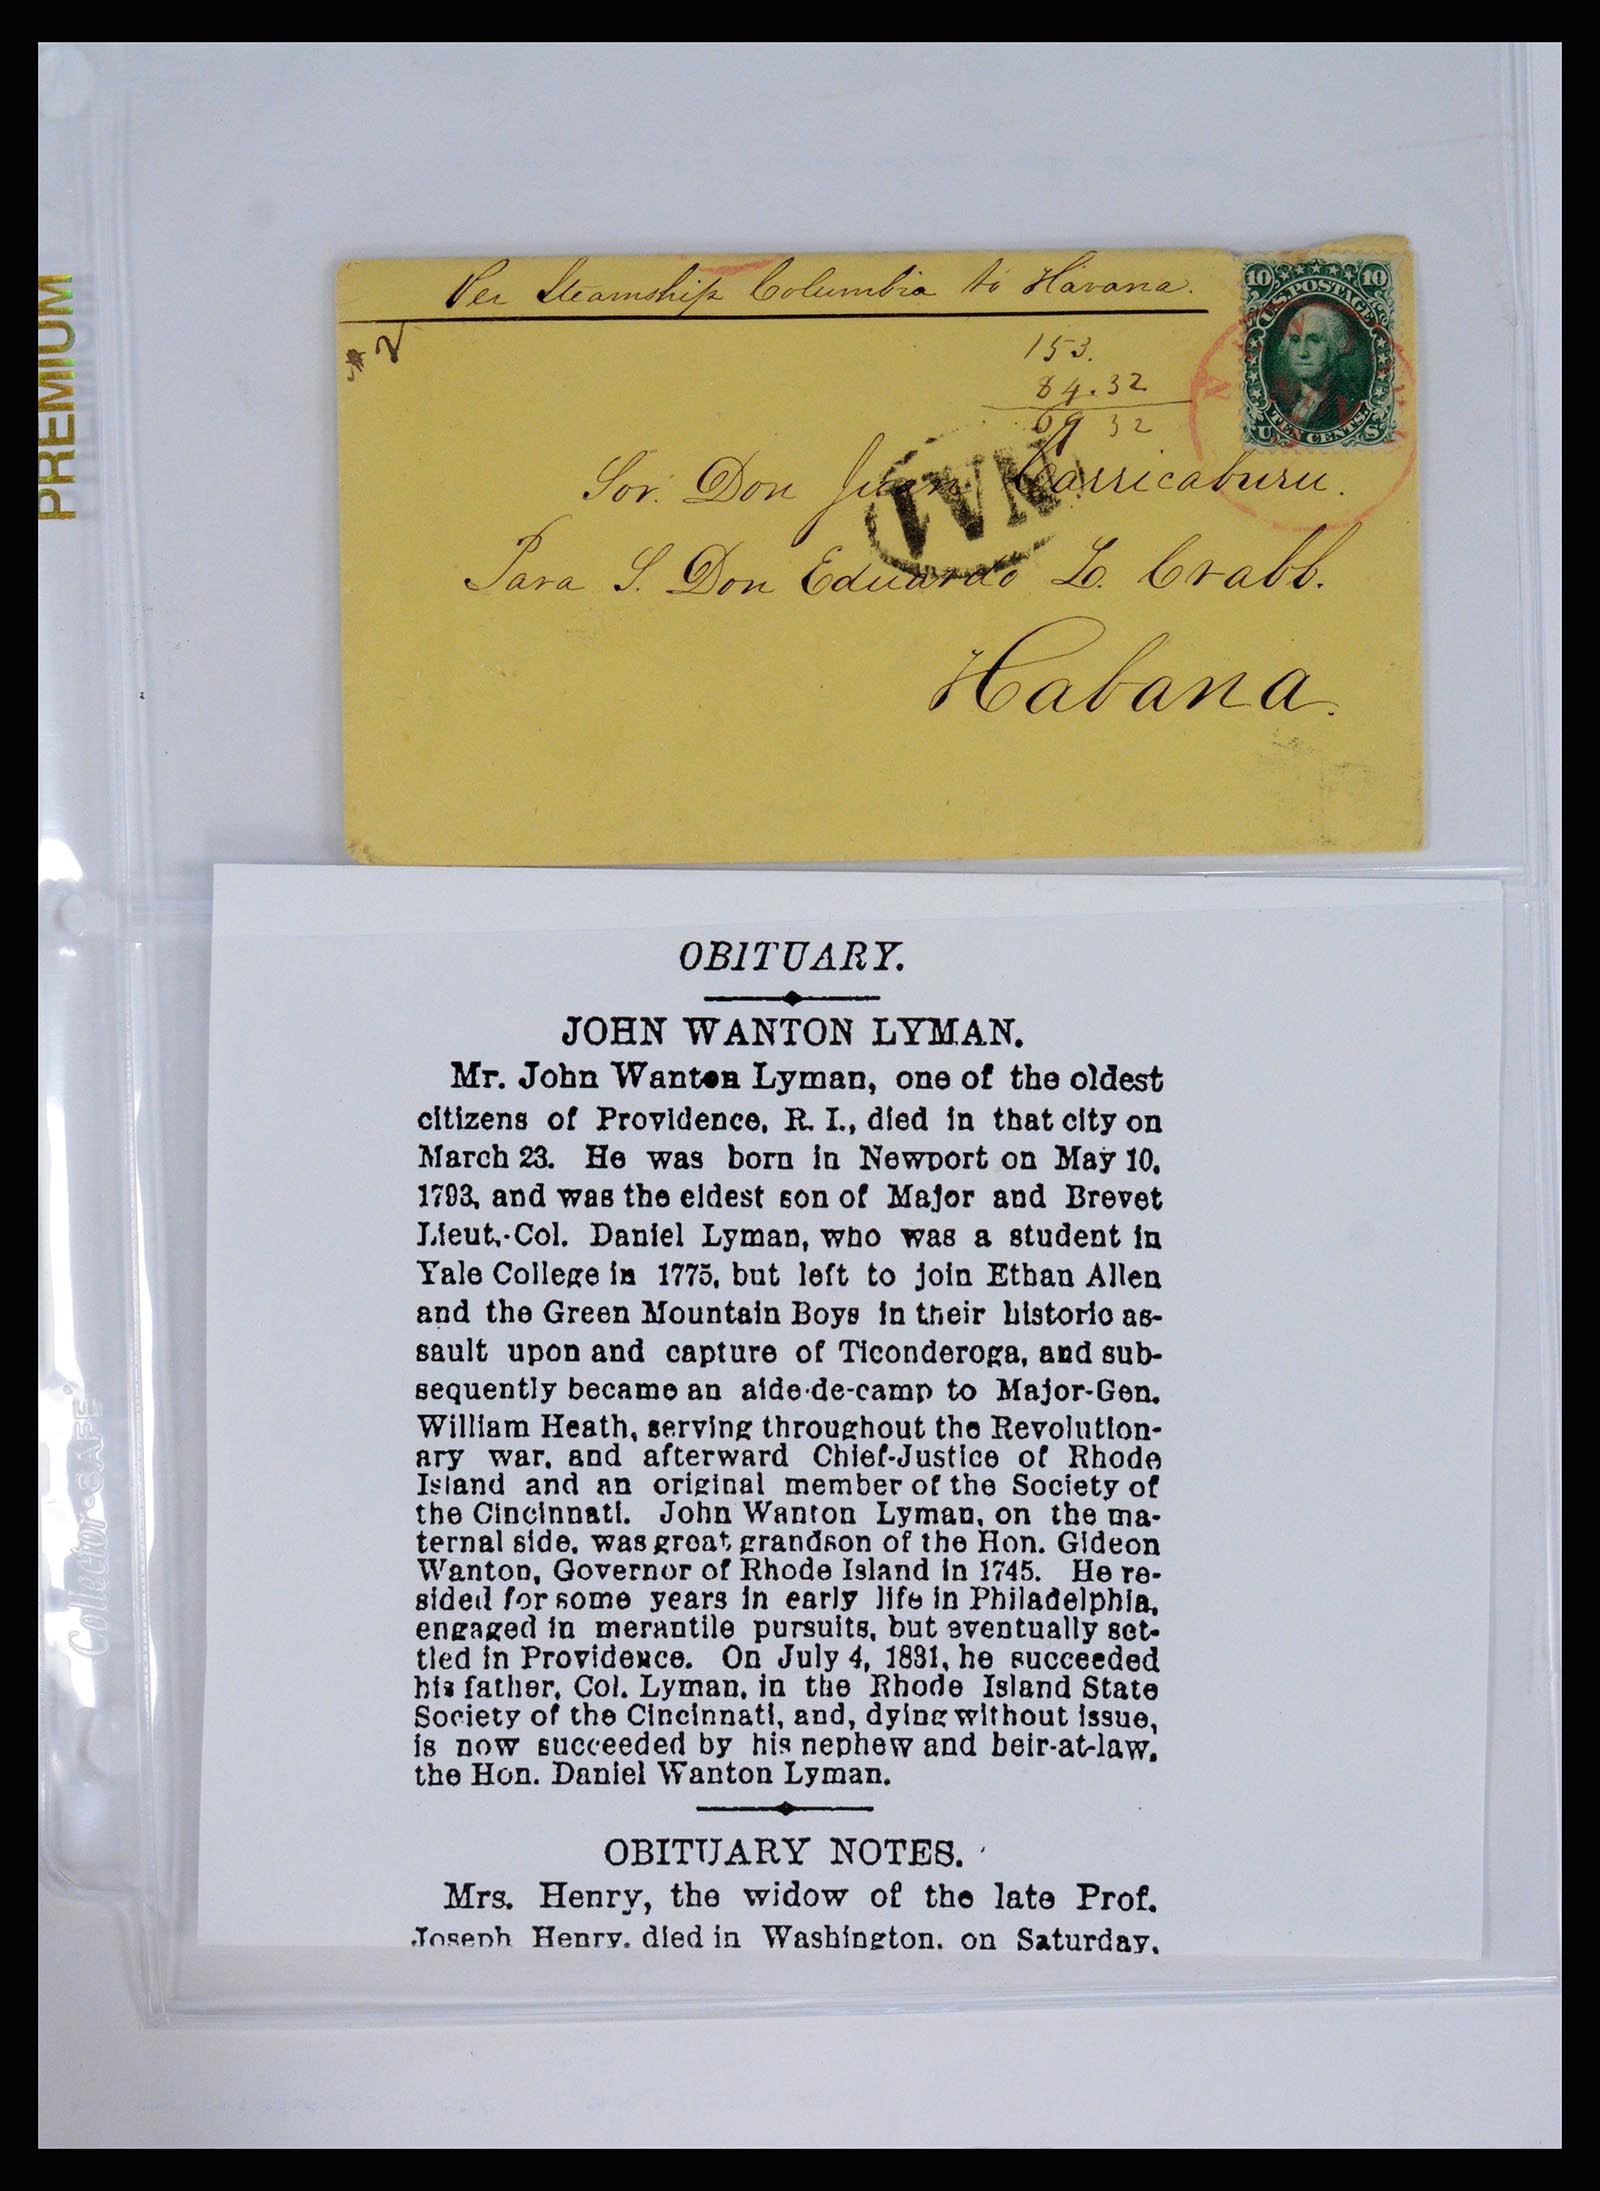 PREMIUM
Per Steamship Columbia to Havana.
153.
84.32
69 32
10 10
U.S. POSTAGE
TEN CENTS.
U S
NA1
Sor. Don Juan Carricaburu.
Para S. Don Eduardo L. Crabb.
Habana.
Collector·SAFE
OBITUARY.
JOHN WANTON LYMAN.
Mr. John Wanton Lyman, one of the oldest
citizens of Providence, R. I., died in that city on
March 23. He was born in Newport on May 10,
1793, and was the eldest son of Major and Brevet
Lieut.-Col. Daniel Lyman, who was a student in
Yale College in 1775, but left to join Ethan Allen
and the Green Mountain Boys in their historic as-
sault upon and capture of Ticonderoga, and sub-
sequently became an aide-de-camp to Major-Gen.
William Heath, serving throughout the Revolution-
ary war, and afterward Chief-Justice of Rhode
Island and an original member of the Society of
the Cincinnati. John Wanton Lyman, on the ma-
ternal side, was great grandson of the Hon. Gideon
Wanton, Governor of Rhode Island in 1745. He re-
sided for some years in early life in Philadelphia,
engaged in merantile pursuits, but eventually set-
tled in Providence. On July 4, 1831, he succeeded
his father, Col. Lyman, in the Rhode Island State
Society of the Cincinnati, and, dying without issue,
is now succeeded by his nephew and heir-at-law,
the Hon. Daniel Wanton Lyman.
OBITUARY NOTES.
Mrs. Henry, the widow of the late Prof.
Joseph Henry, died in Washington, on Saturday,